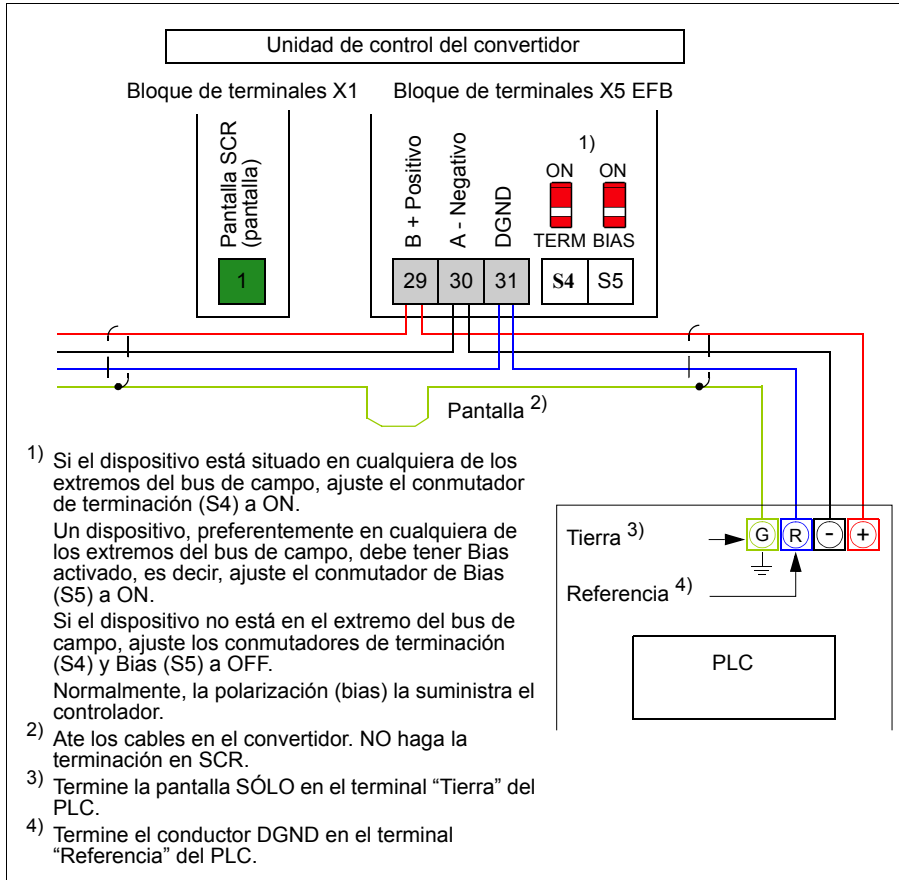 Unidad de control del convertidor
Bloque de terminales X1
Bloque de terminales X5 EFB
Pantalla SCR
(pantalla)
1
B + Positivo
A - Negativo
DGND
1)
ON
ON
TERM
BIAS
29
30
31
S4
S5
Pantalla 2)
1) Si el dispositivo está situado en cualquiera de los
extremos del bus de campo, ajuste el conmutador
de terminación (S4) a ON.
Un dispositivo, preferentemente en cualquiera de
los extremos del bus de campo, debe tener Bias
activado, es decir, ajuste el conmutador de Bias
(S5) a ON.
Si el dispositivo no está en el extremo del bus de
campo, ajuste los conmutadores de terminación
(S4) y Bias (S5) a OFF.
Normalmente, la polarización (bias) la suministra el
controlador.
2) Ate los cables en el convertidor. NO haga la
terminación en SCR.
3) Termine la pantalla SÓLO en el terminal “Tierra” del
PLC.
4) Termine el conductor DGND en el terminal
“Referencia” del PLC.
Tierra 3)
G
R
-
+
Referencia 4)
PLC